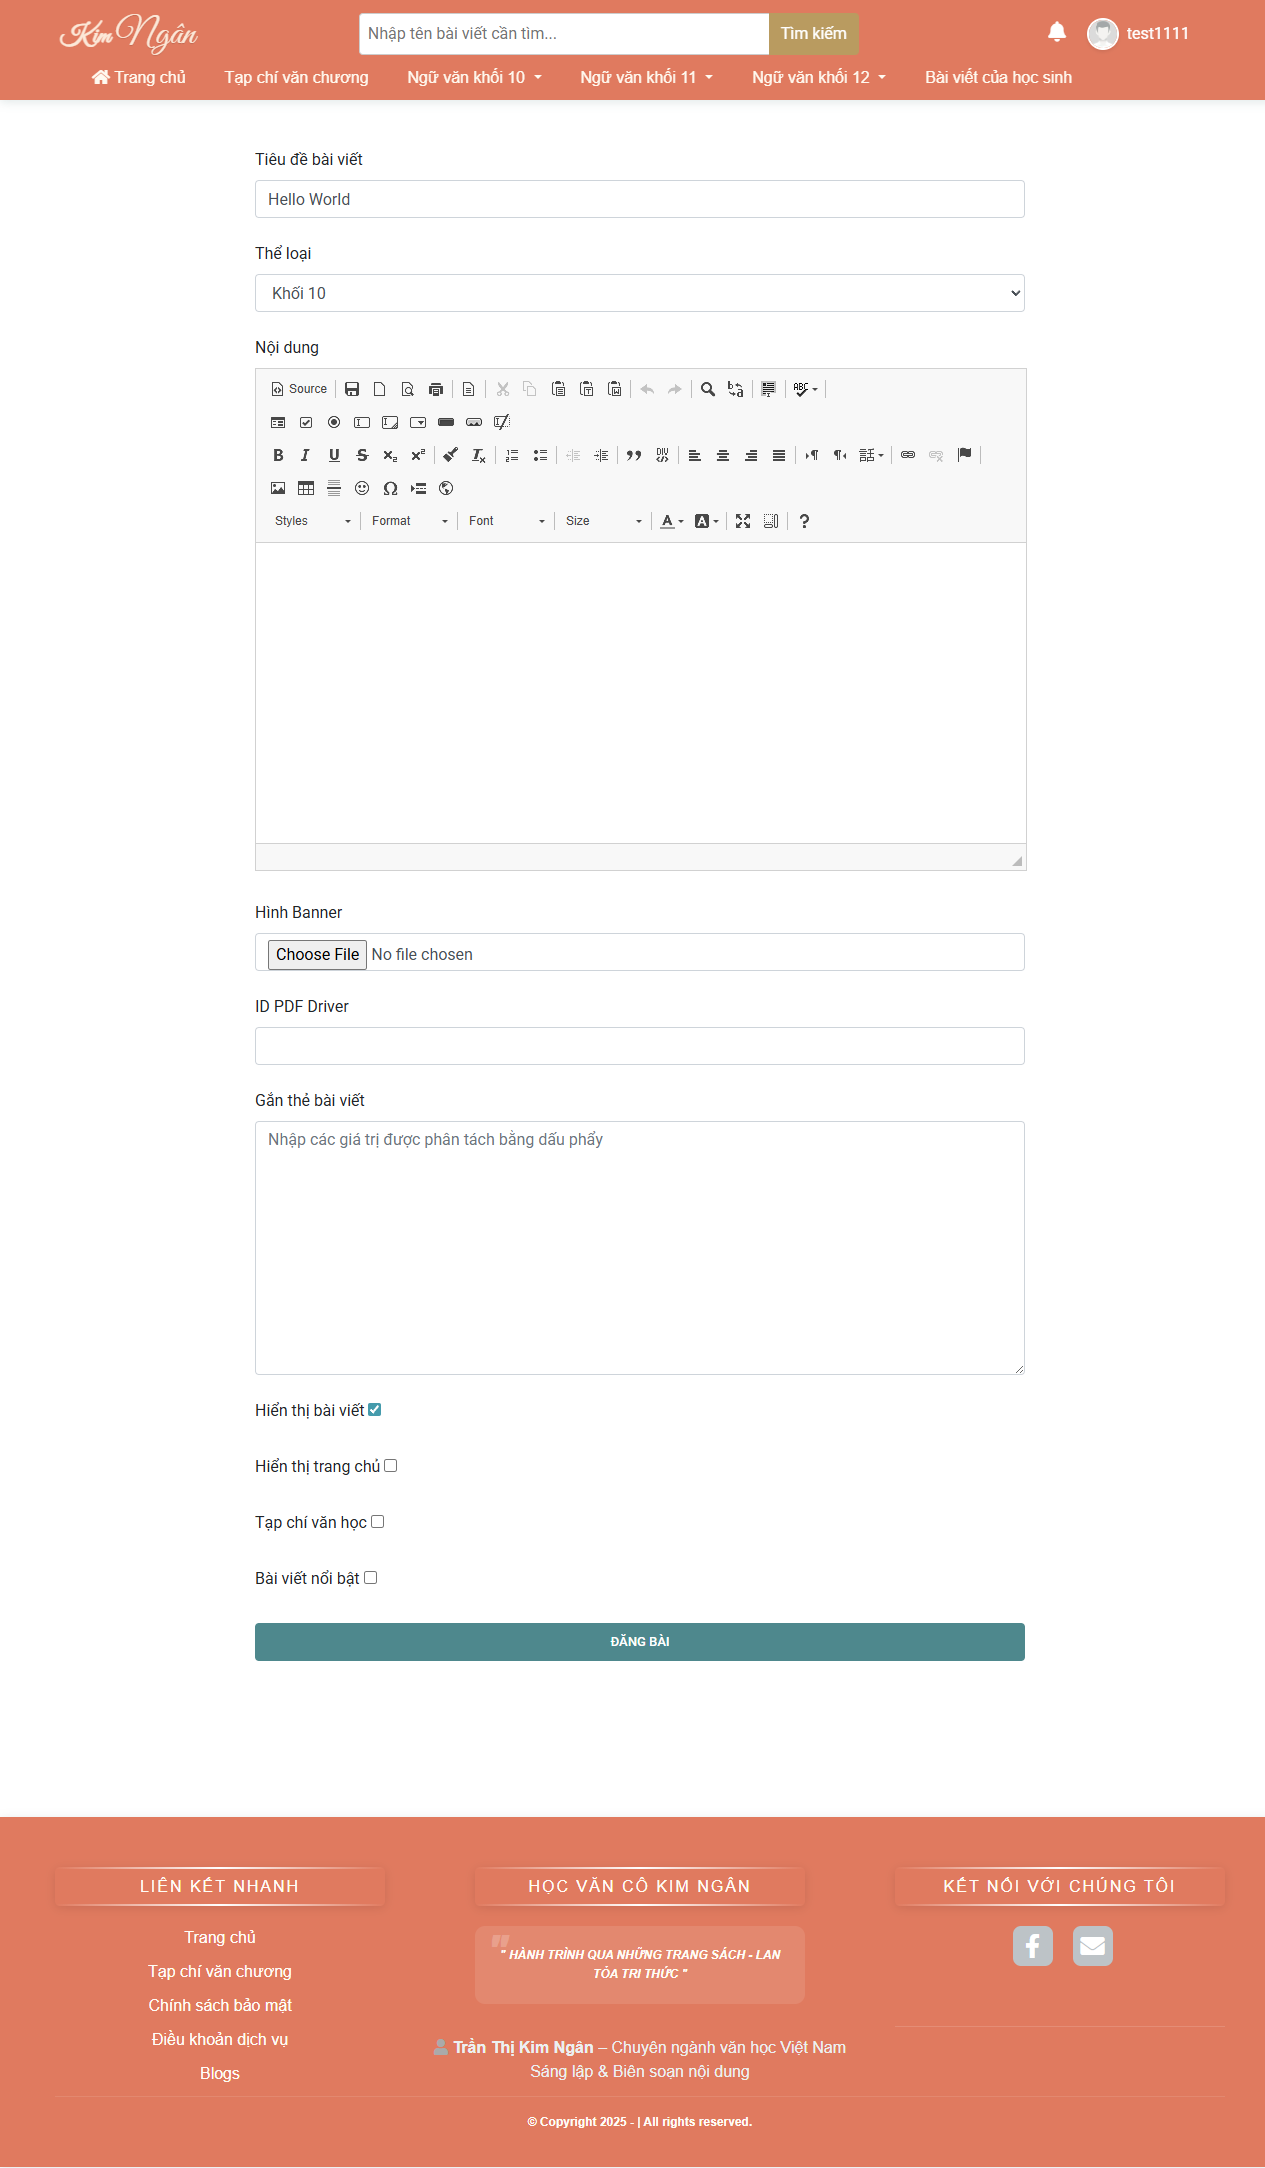 Kim Ngân
Nhập tên bài viết cần tìm...
Tìm kiếm
test1111
Trang chủ
Tạp chí văn chương
Ngữ văn khối 10
Ngữ văn khối 11
Ngữ văn khối 12
Bài viết của học sinh
Tiêu đề bài viết
Hello World
Thể loại
Khối 10
Nội dung
Source
Styles
Format
Font
Size
Hình Banner
Choose File No file chosen
ID PDF Driver
Gắn thẻ bài viết
Nhập các giá trị được phân tách bằng dấu phẩy
Hiển thị bài viết
Hiển thị trang chủ
Tạp chí văn học
Bài viết nổi bật
ĐĂNG BÀI
LIÊN KẾT NHANH
Trang chủ
Tạp chí văn chương
Chính sách bảo mật
Điều khoản dịch vụ
Blogs
HỌC VĂN CÔ KIM NGÂN
" HÀNH TRÌNH QUA NHỮNG TRANG SÁCH - LAN
TỎA TRI THỨC "
Trần Thị Kim Ngân – Chuyên ngành văn học Việt Nam
Sáng lập & Biên soạn nội dung
KẾT NỐI VỚI CHÚNG TÔI
© Copyright 2025 - | All rights reserved.